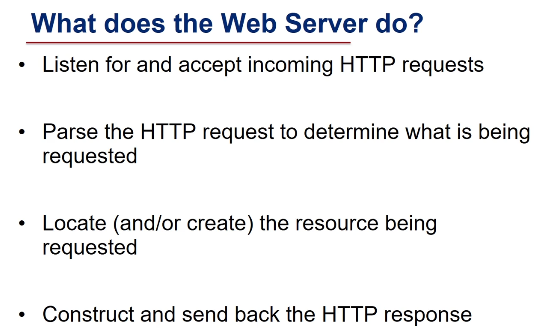 What does the Web Server do?
• Listen for and accept incoming HTTP requests
• Parse the HTTP request to determine what is being
requested
• Locate (and/or create) the resource being
requested
• Construct and send back the HTTP response